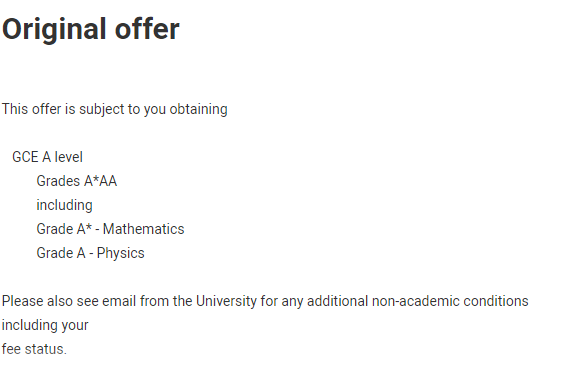 Original offer
This offer is subject to you obtaining
GCE A level
Grades A*AA
including
Grade A* - Mathematics
Grade A - Physics
Please also see email from the University for any additional non-academic conditions
including your
fee status.